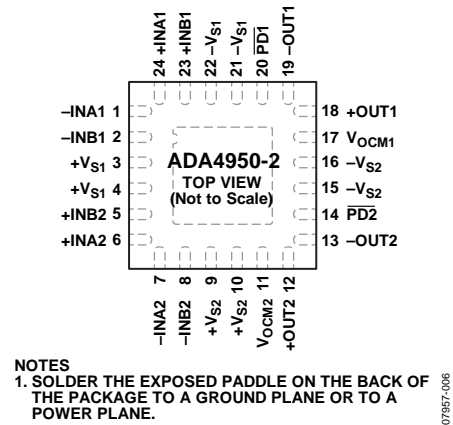 24 +INA1
23 +INB1
22 –VS1
21 –VS1
20 PD1
19 –OUT1
–INA1 1
–INB1 2
+VS1 3
+VS1 4
+INB2 5
+INA2 6
ADA4950-2
TOP VIEW
(Not to Scale)
18 +OUT1
17 VOCM1
16 –VS2
15 –VS2
14 PD2
13 –OUT2
–INA2 7
–INB2 8
+VS2 9
+VS2 10
VOCM2 11
+OUT2 12
NOTES
1. SOLDER THE EXPOSED PADDLE ON THE BACK OF
THE PACKAGE TO A GROUND PLANE OR TO A
POWER PLANE.
07957-006